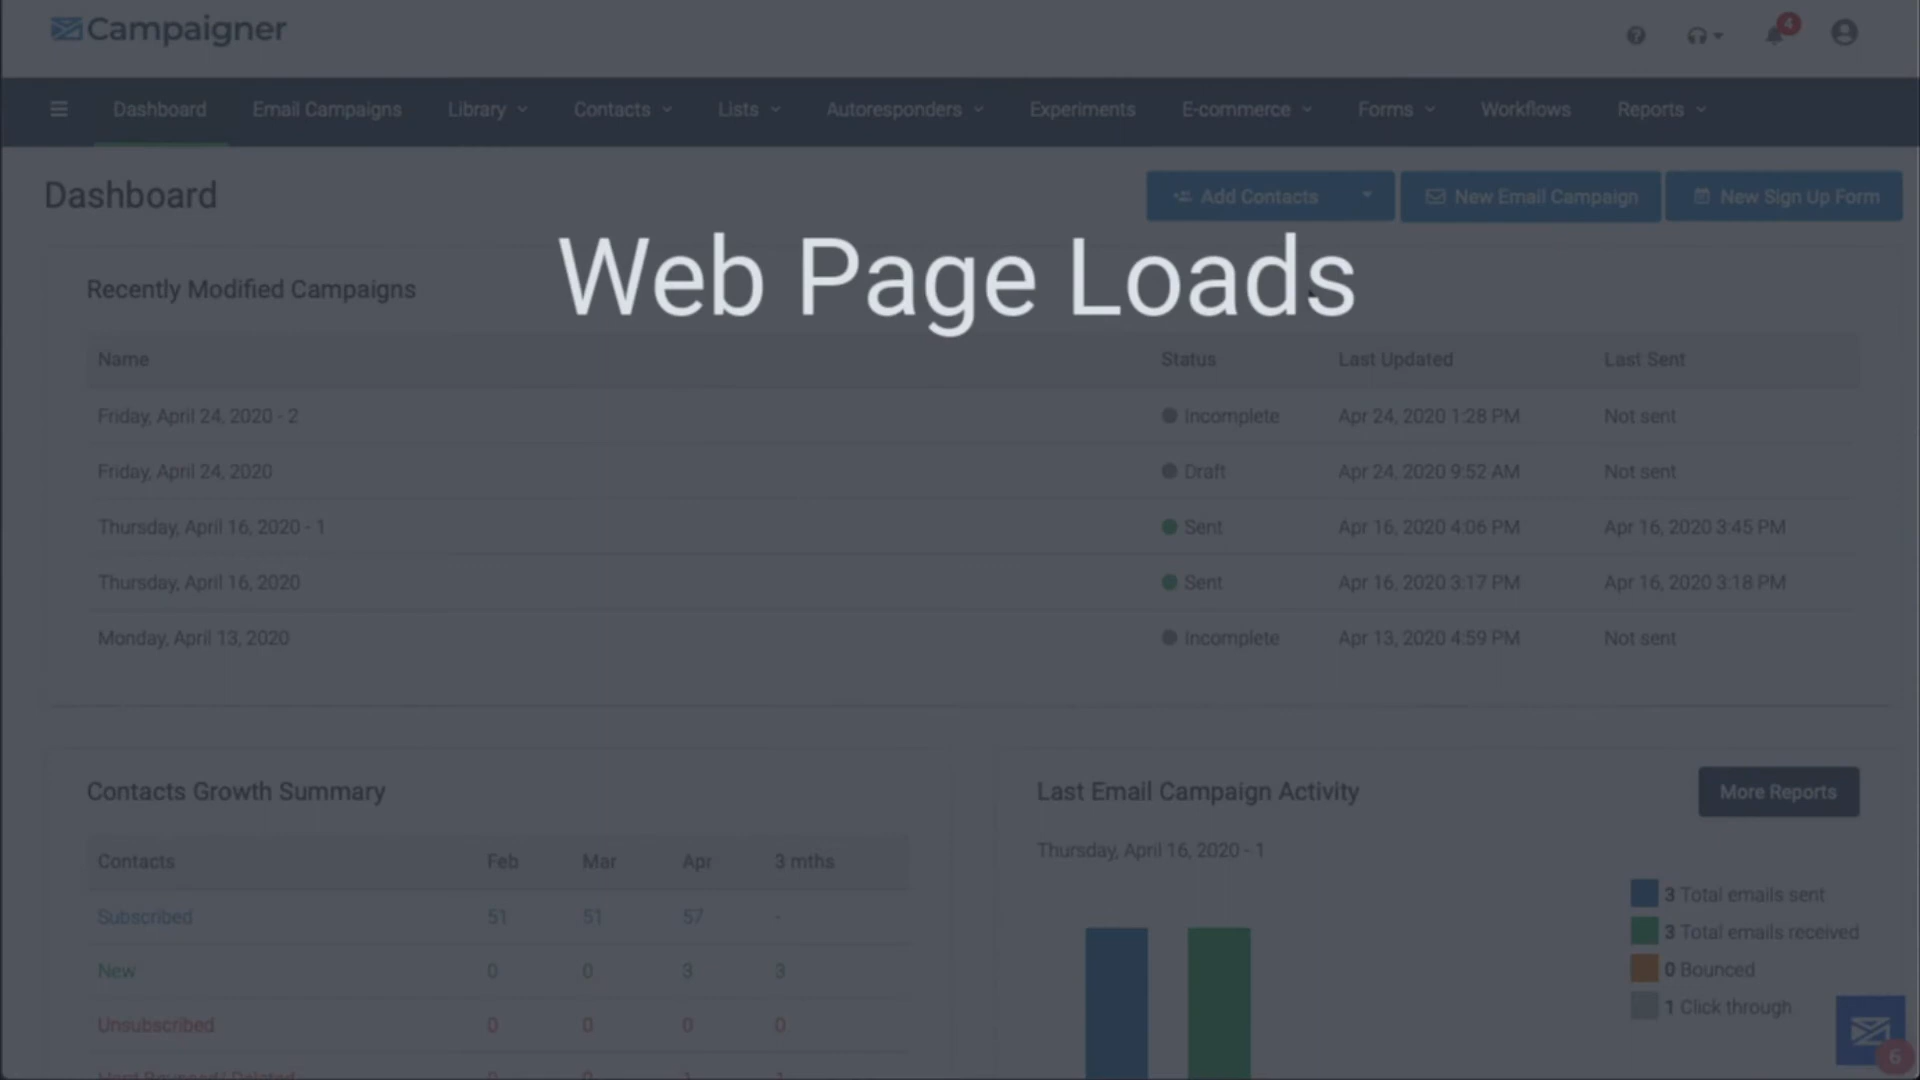 Campaigner
4
Dashboard Email Campaigns Library Contacts Lists Autoresponders Experiments E-commerce Forms Workflows Reports
Dashboard
Add Contacts
New Email Campaign
New Sign Up Form
Web Page Loads
Recently Modified Campaigns
Name Status Last Updated Last Sent
Friday, April 24, 2020 - 2 Incomplete Apr 24, 2020 1:28 PM Not sent
Friday, April 24, 2020 Draft Apr 24, 2020 9:52 AM Not sent
Thursday, April 16, 2020 - 1 Sent Apr 16, 2020 4:06 PM Apr 16, 2020 3:45 PM
Thursday, April 16, 2020 Sent Apr 16, 2020 3:17 PM Apr 16, 2020 3:18 PM
Monday, April 13, 2020 Incomplete Apr 13, 2020 4:59 PM Not sent
Contacts Growth Summary
Contacts Feb Mar Apr 3 mths
Subscribed 51 51 57 -
New 0 0 3 3
Unsubscribed 0 0 0 0
Last Email Campaign Activity
More Reports
Thursday, April 16, 2020 - 1
3 Total emails sent
3 Total emails received
0 Bounced
1 Click through
6